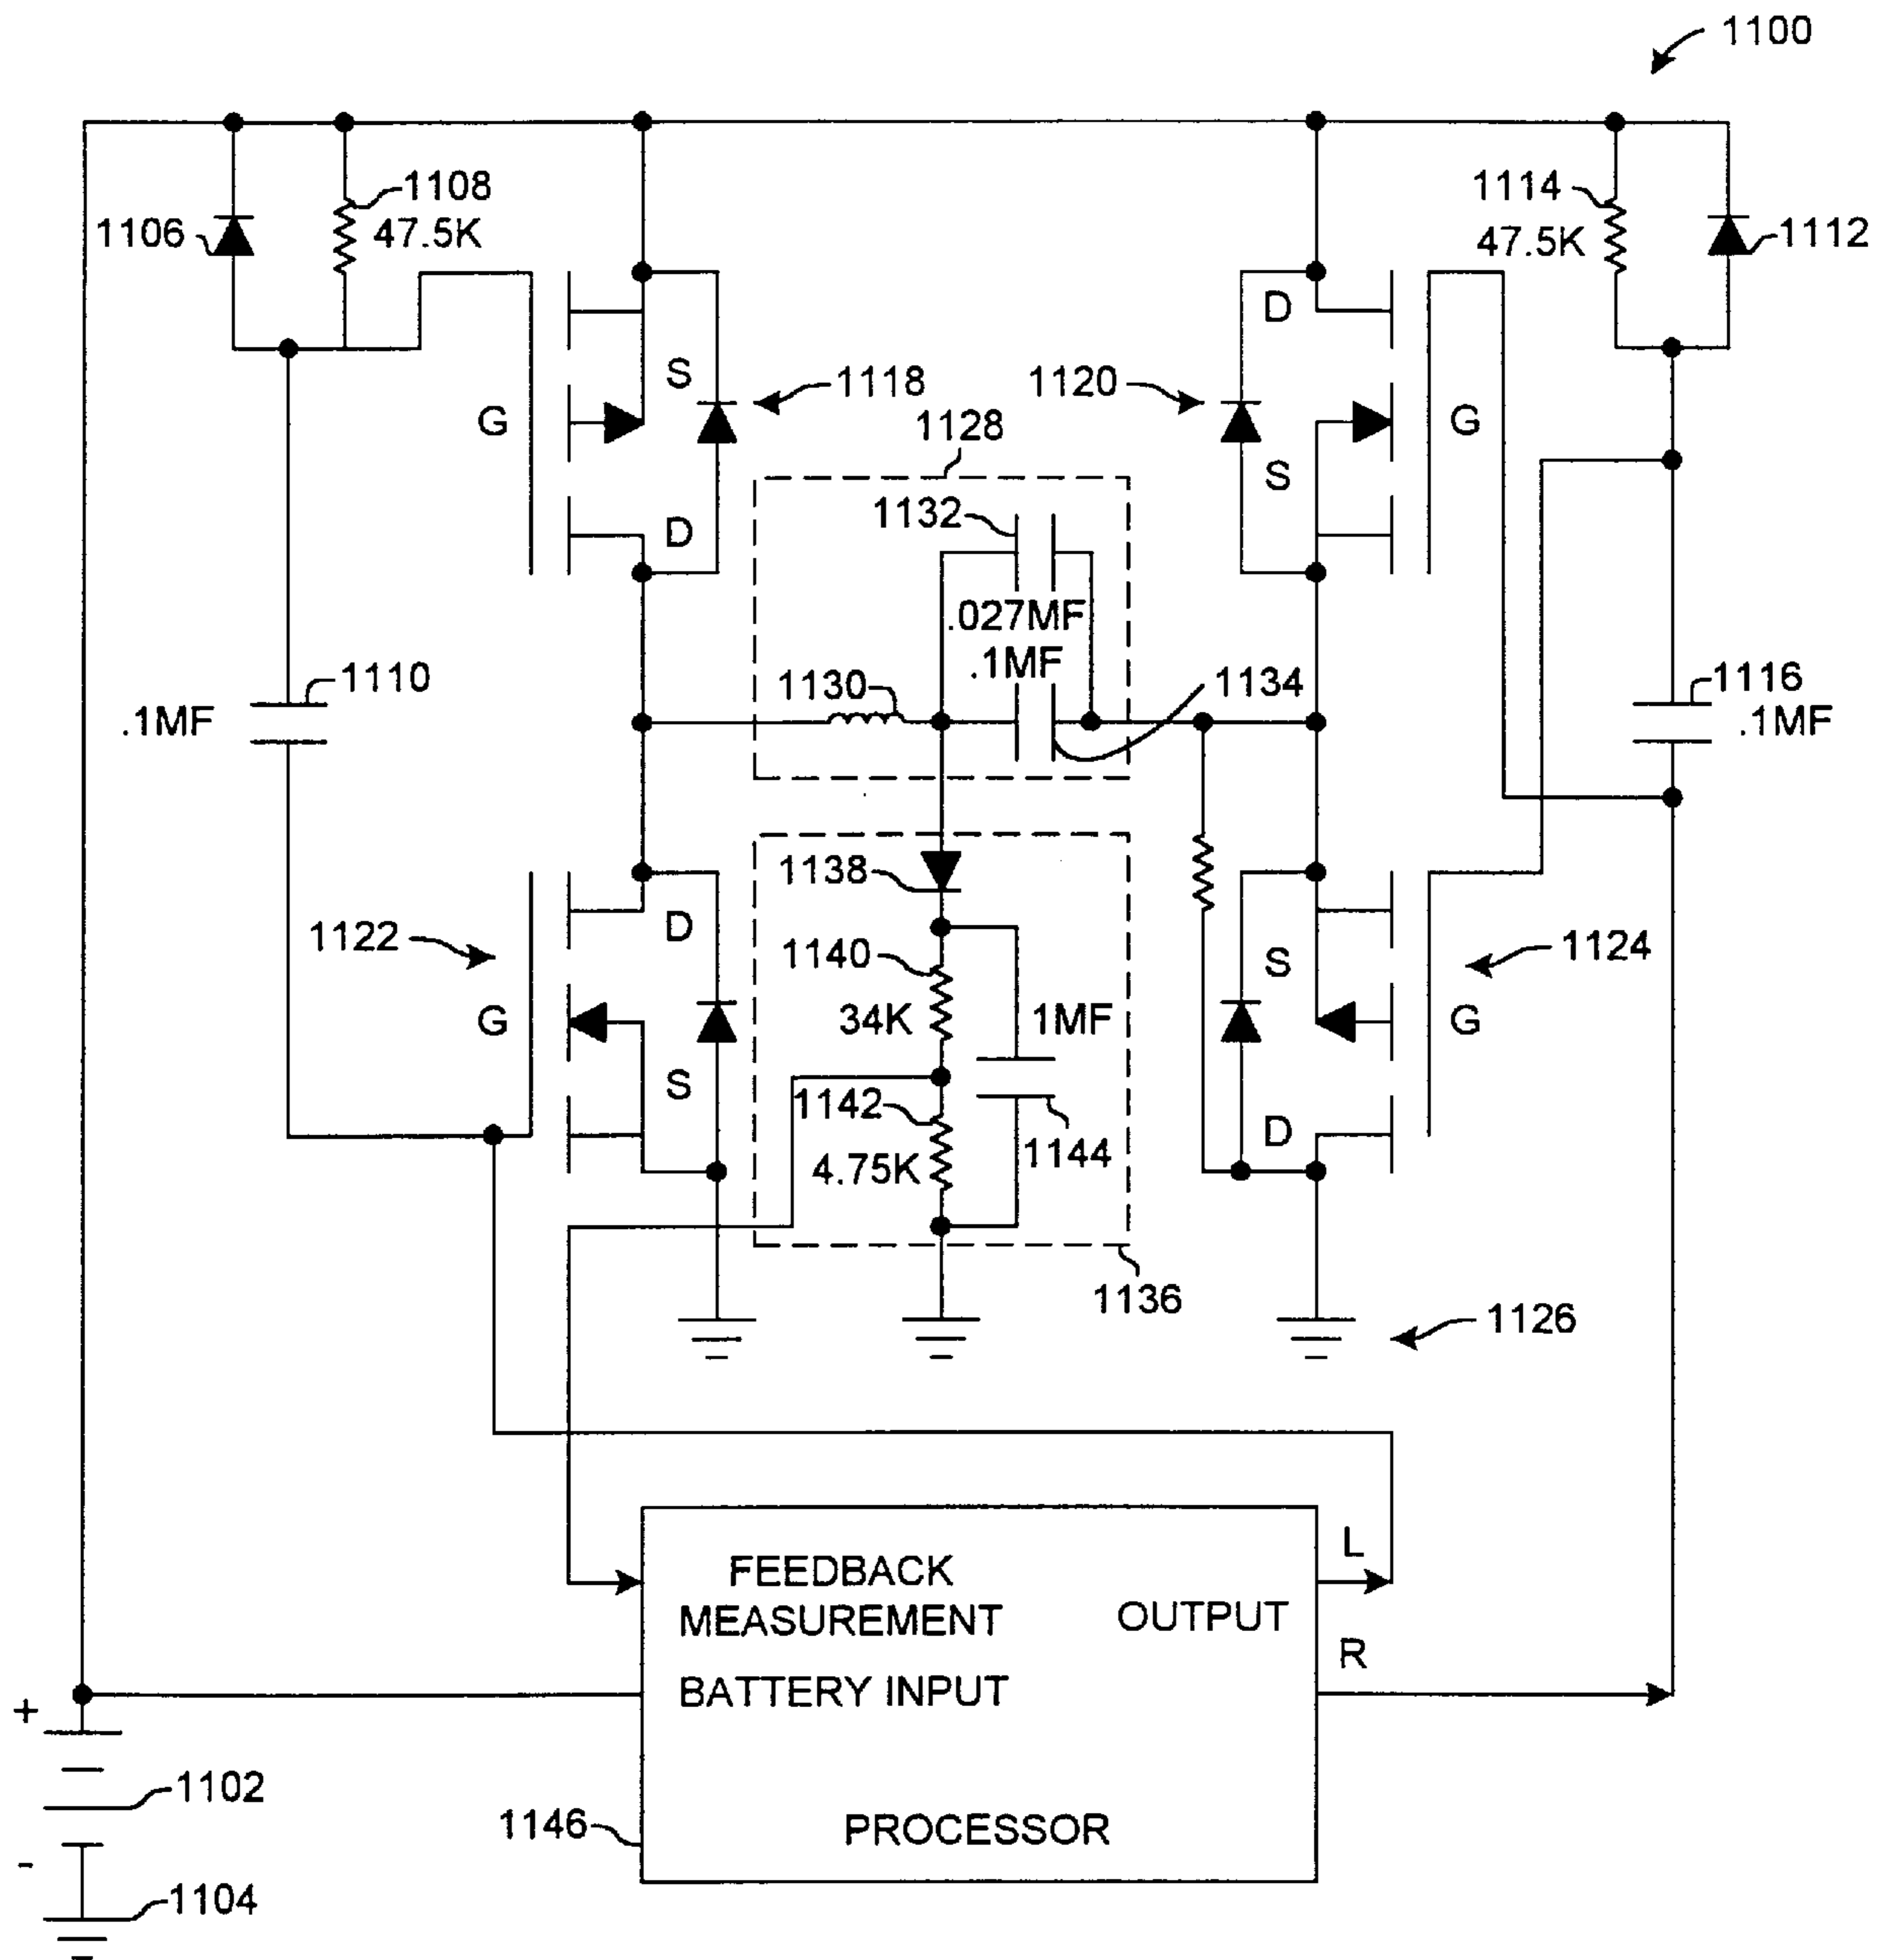 1100
1108
1114
1106
47.5K
47.5K
1112
D
S
1118
1120
G
G
1128
S
1132
D
.027MF
.1MF
1110
1130
1134
1116
.1MF
.1MF
1138
D
1122
1140
S
1124
G
34K
1MF
G
S
1142
D
1144
4.75K
1136
1126
L
FEEDBACK
MEASUREMENT
OUTPUT
R
BATTERY INPUT
+
1102
1146
PROCESSOR
-
1104